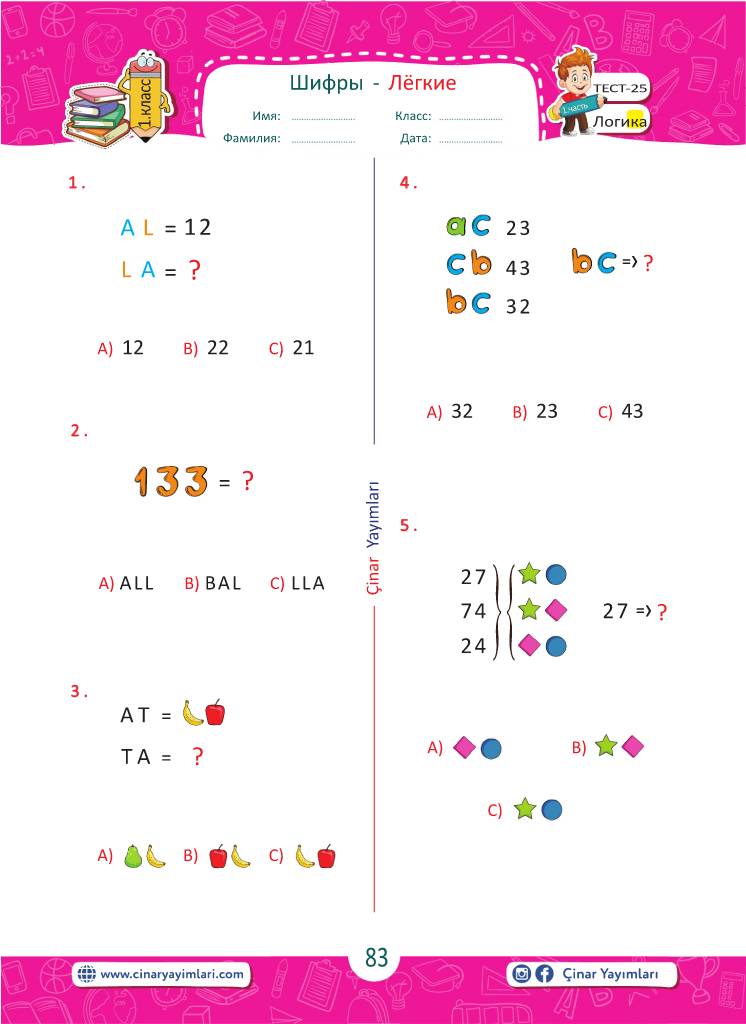 Шифры - Лёгкие
1.класс
Имя: ........................
Класс: ........................
Фамилия: ........................
Дата: ........................
ТЕСТ-25
1.часть
Логика
1.
A L = 12
L A = ?
A) 12 B) 22 C) 21
2.
133 = ?
A) ALL B) BAL C) LLA
3.
A T =
T A = ?
A) B) C)
4.
ac 23
cb 43
bc => ?
bc 32
A) 32 B) 23 C) 43
Çinar Yayımları
5.
27
74
24
27 => ?
A) B)
C)
83
www.cinaryayimlari.com
Çinar Yayımları